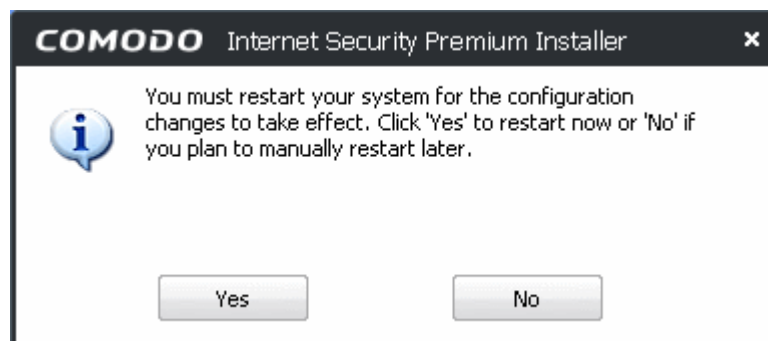 COMODO Internet Security Premium Installer
You must restart your system for the configuration
changes to take effect. Click 'Yes' to restart now or 'No' if
you plan to manually restart later.
Yes No